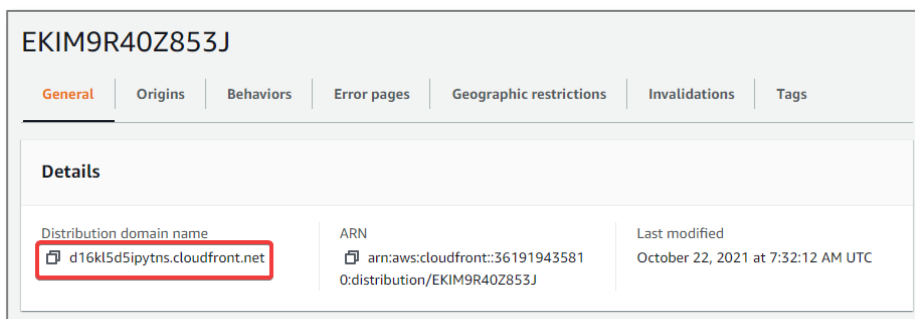 EKIM9R40Z853J
General Origins Behaviors Error pages Geographic restrictions Invalidations Tags
Details
Distribution domain name ARN Last modified
d16kl5d5ipytns.cloudfront.net arn:aws:cloudfront::36191943581 October 22, 2021 at 7:32:12 AM UTC
0:distribution/EKIM9R40Z853J